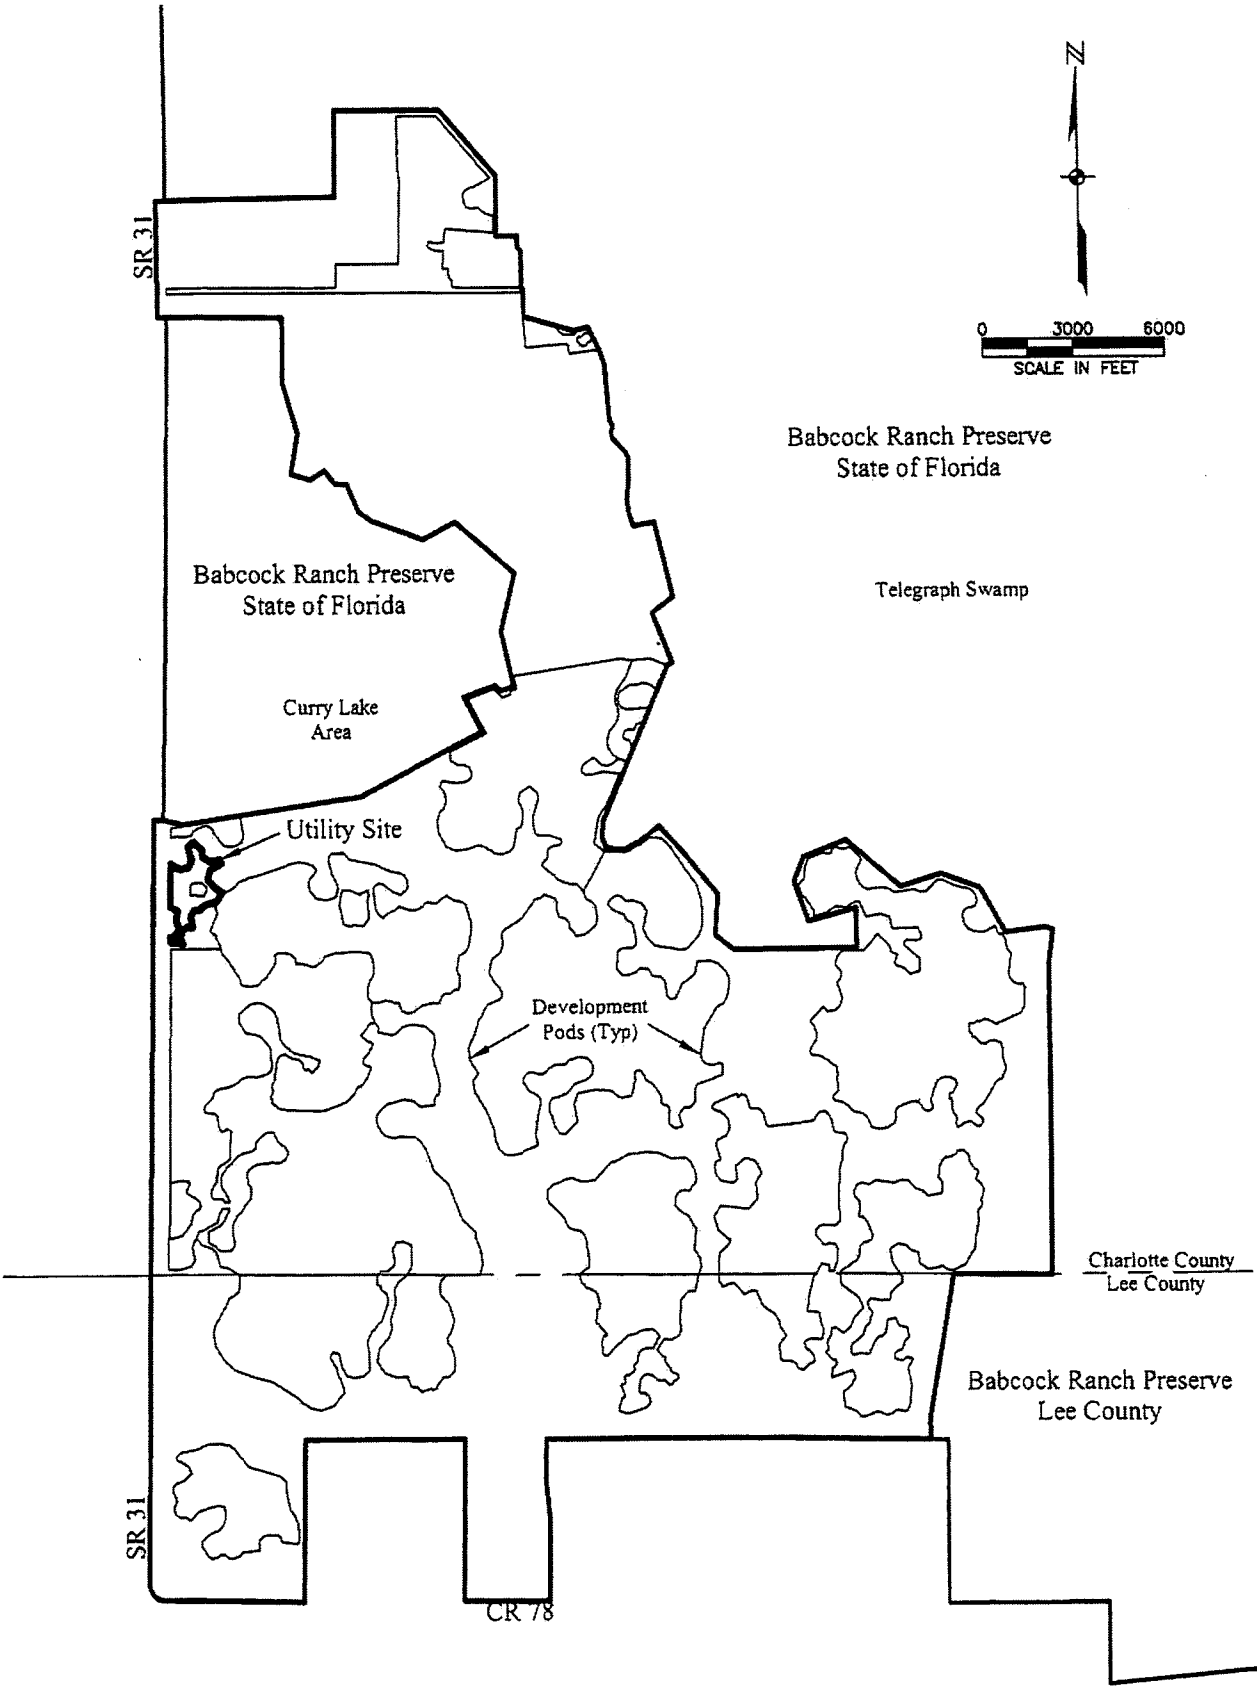 N
SR 31
0 3000 6000
SCALE IN FEET
Babcock Ranch Preserve
State of Florida
Babcock Ranch Preserve
State of Florida
Telegraph Swamp
Curry Lake
Area
Utility Site
Development
Pods (Typ)
Charlotte County
Lee County
Babcock Ranch Preserve
Lee County
SR 31
CR 78